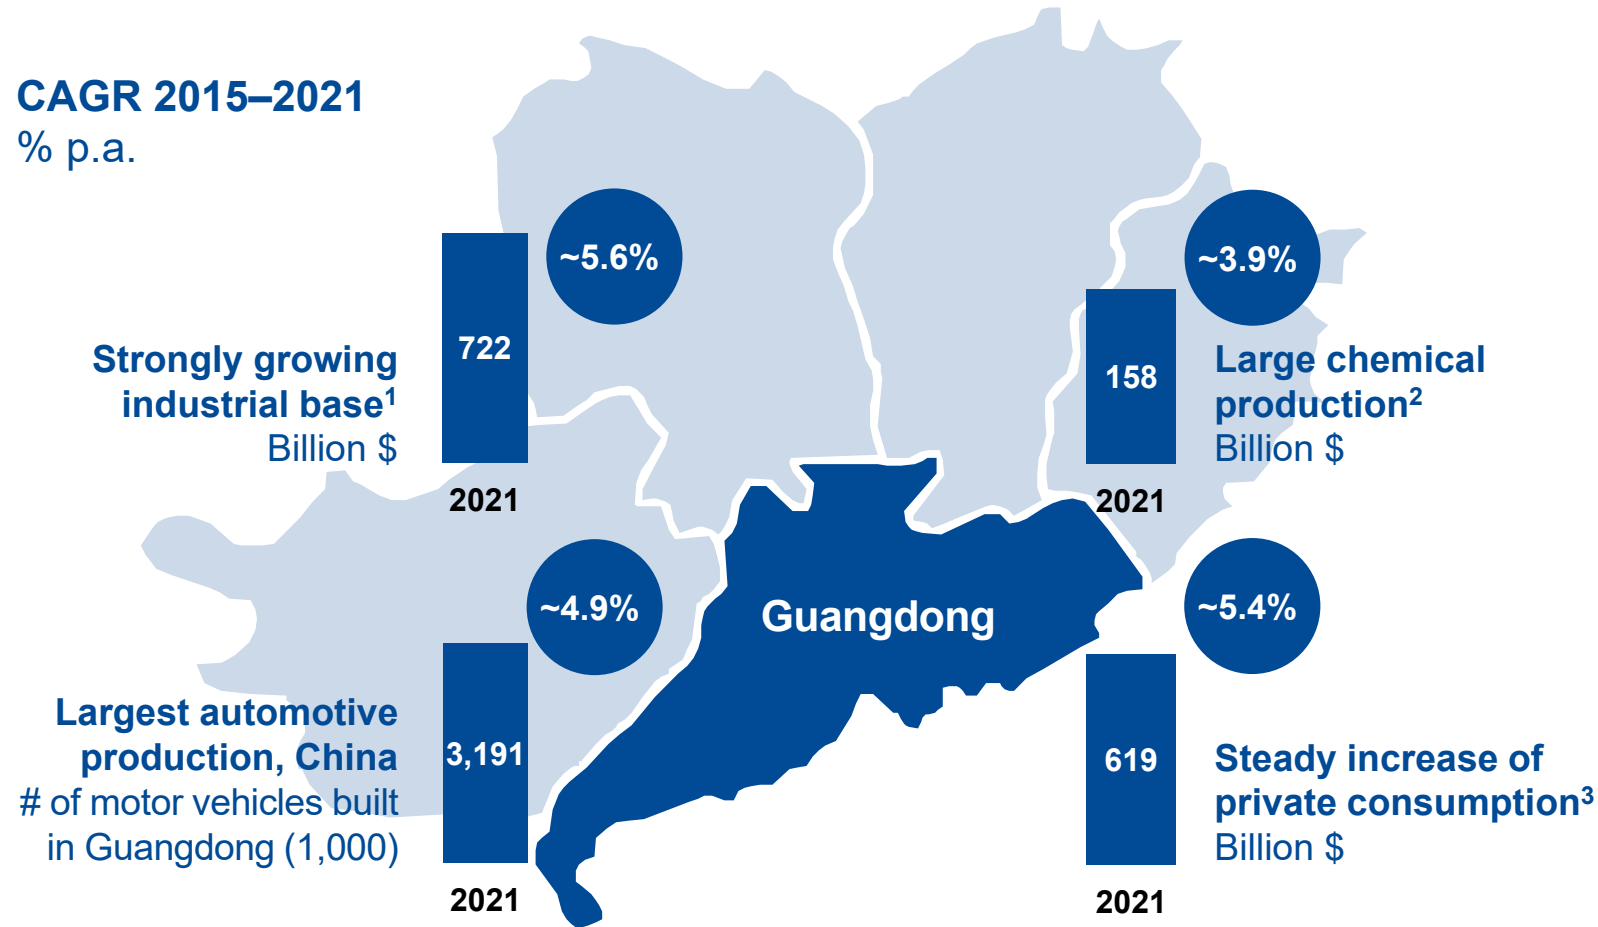 CAGR 2015–2021
% p.a.
~5.6%
722
Strongly growing
industrial base¹
Billion $
2021
~3.9%
158
Large chemical
production²
Billion $
2021
Guangdong
~4.9%
3,191
Largest automotive
production, China
# of motor vehicles built
in Guangdong (1,000)
2021
~5.4%
619
Steady increase of
private consumption³
Billion $
2021